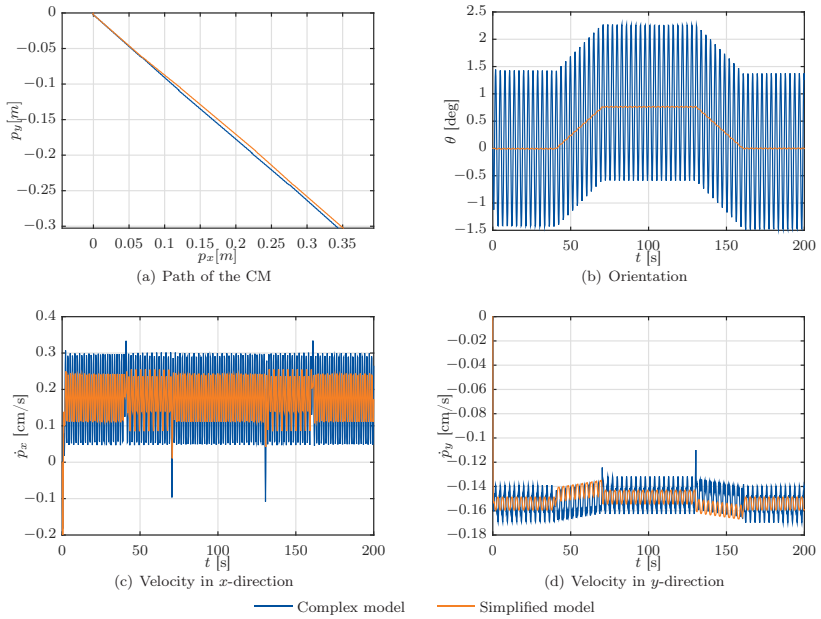 0
−0.05
−0.1
−0.15
−0.2
−0.25
−0.3
p_y[m]
0 0.05 0.1 0.15 0.2 0.25 0.3 0.35
p_x[m]
(a) Path of the CM
2.5
2
1.5
1
0.5
0
−0.5
−1
−1.5
θ [deg]
0 50 100 150 200
t [s]
(b) Orientation
0.4
0.3
0.2
0.1
0
−0.1
−0.2
ṗ_x [cm/s]
0 50 100 150 200
t [s]
(c) Velocity in x-direction
0
−0.02
−0.04
−0.06
−0.08
−0.1
−0.12
−0.14
−0.16
−0.18
ṗ_y [cm/s]
0 50 100 150 200
t [s]
(d) Velocity in y-direction
Complex model Simplified model